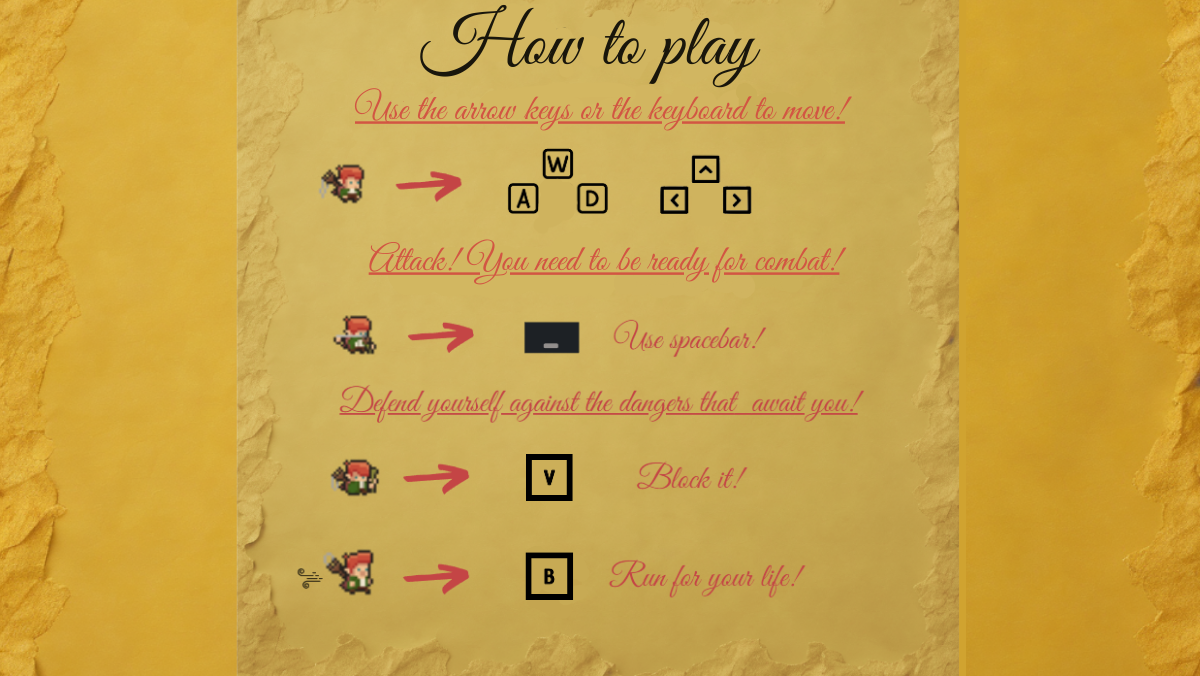 How to play
Use the arrow keys or the keyboard to move!
W
A D
Attack! You need to be ready for combat!
Use spacebar!
Defend yourself against the dangers that await you!
V Block it!
B Run for your life!